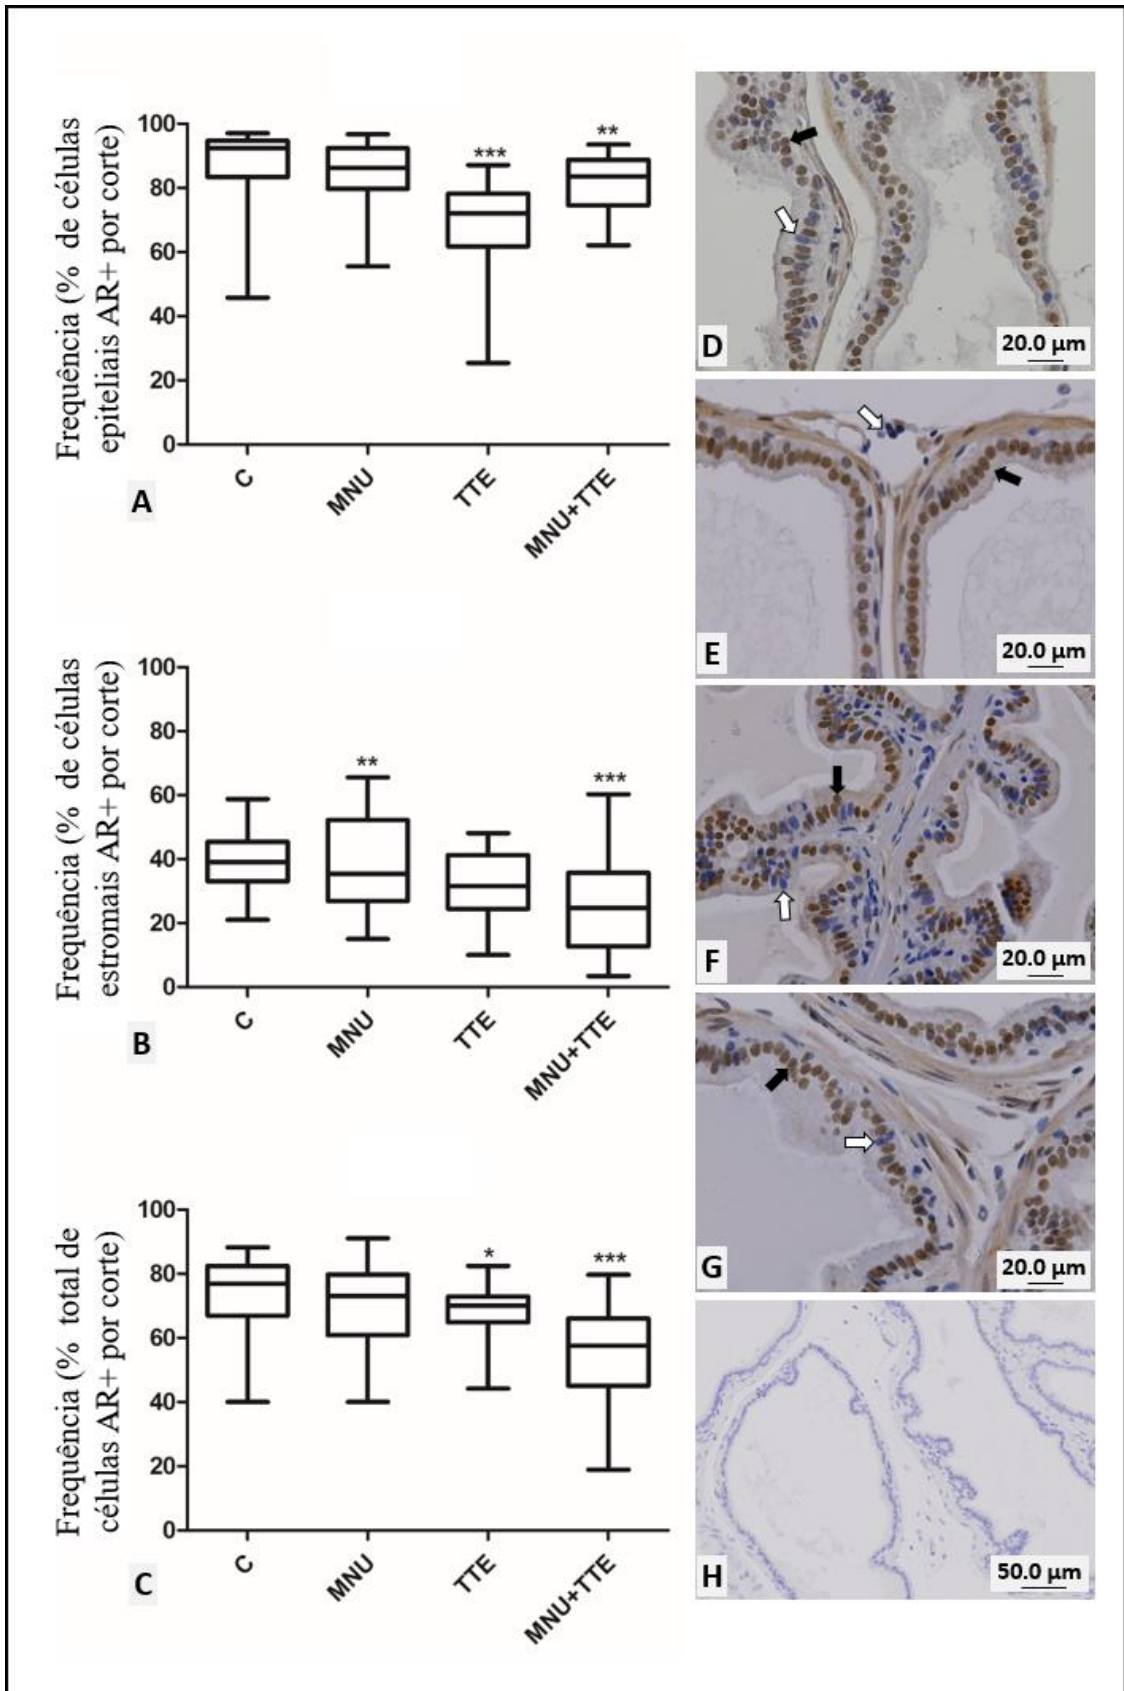 Frequência (% de células
epiteliais AR+ por corte)
100
80
60
40
20
0
***
**
C
MNU
TTE
MNU+TTE
A
Frequência (% de células
estromais AR+ por corte)
100
80
60
40
20
0
**
***
C
MNU
TTE
MNU+TTE
B
Frequência (% total de
células AR+ por corte)
100
80
60
40
20
0
*
***
C
MNU
TTE
MNU+TTE
C
D
20.0 µm
E
20.0 µm
F
20.0 µm
G
20.0 µm
H
50.0 µm